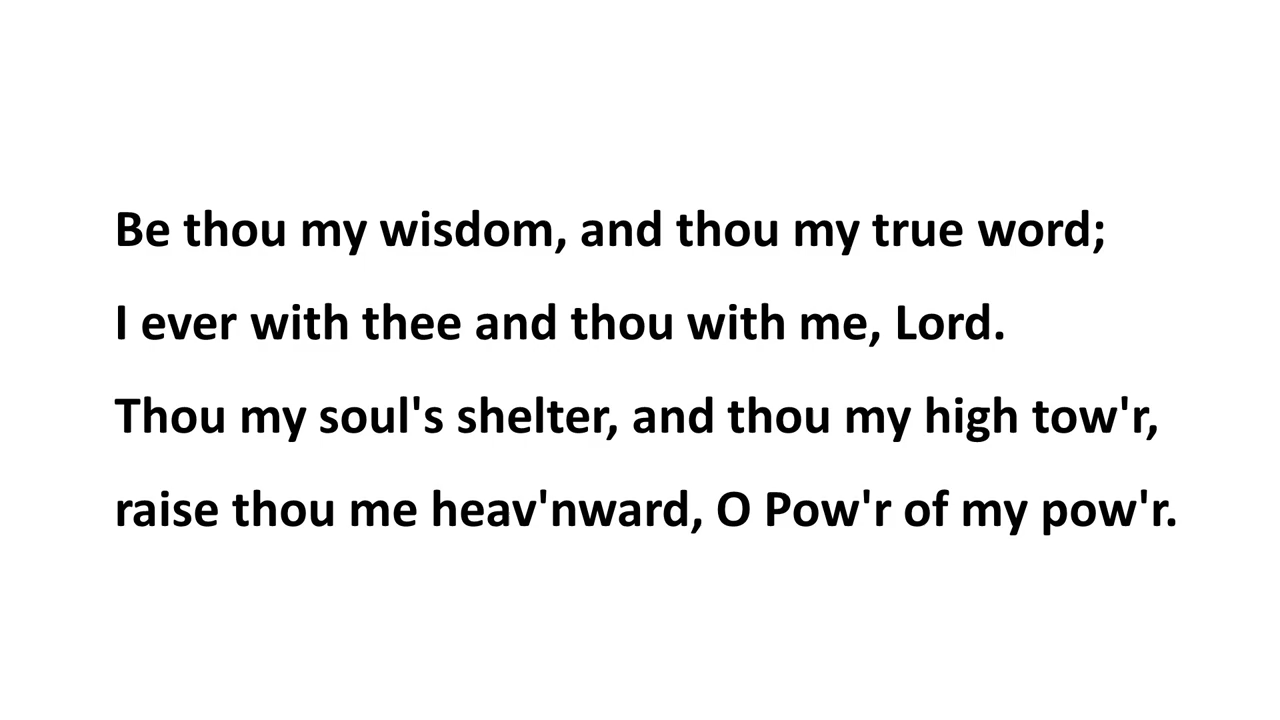 Be thou my wisdom, and thou my true word;
I ever with thee and thou with me, Lord.
Thou my soul's shelter, and thou my high tow'r,
raise thou me heav'nward, O Pow'r of my pow'r.